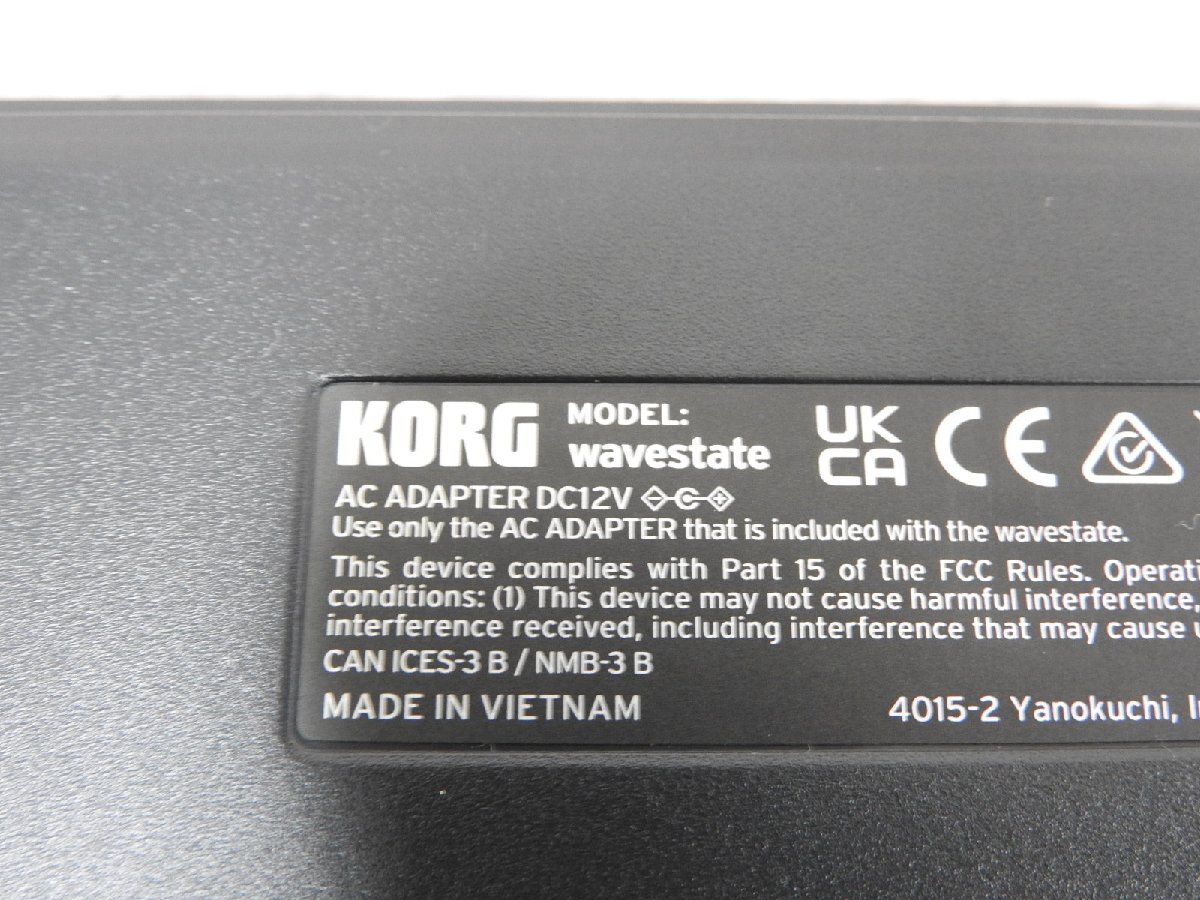 KORG MODEL: wavestate UK CA CE
AC ADAPTER DC12V
Use only the AC ADAPTER that is included with the wavestate.
This device complies with Part 15 of the FCC Rules.
conditions: (1) This device may not cause harmful interference,
interference received, including interference that may cause
CAN ICES-3 B / NMB-3 B
MADE IN VIETNAM 4015-2 Yanokuchi,